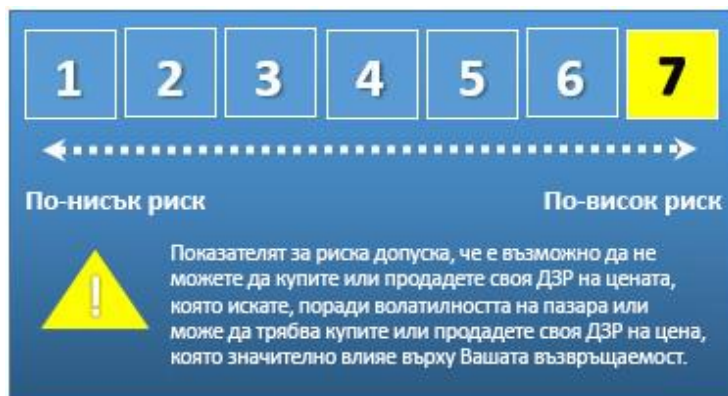 1 2 3 4 5 6 7
По-нисък риск По-висок риск
Показателят за риска допуска, че е възможно да не
можете да купите или продадете своя ДЗР на цената,
която искате, поради волатилността на пазара или
може да трябва купите или продадете своя ДЗР на цена,
която значително влияе върху Вашата възвръщаемост.
!